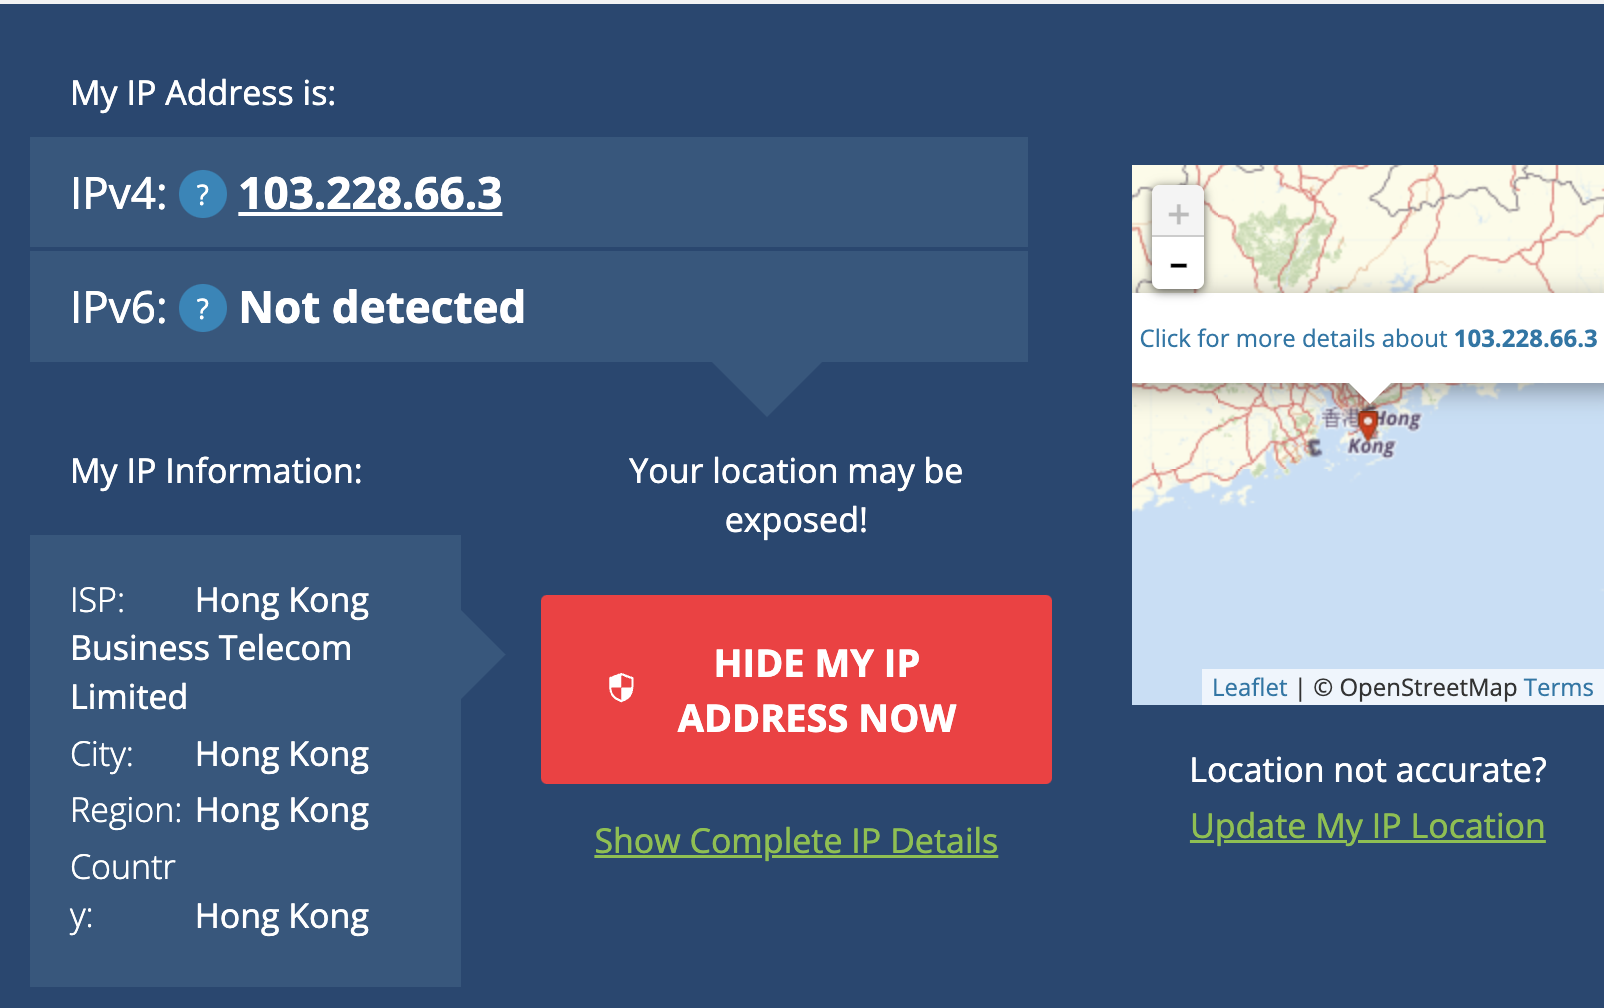 My IP Address is:
IPv4: ? 103.228.66.3
IPv6: ? Not detected
My IP Information:
ISP: Hong Kong
Business Telecom
Limited
City: Hong Kong
Region: Hong Kong
Countr
y: Hong Kong
Your location may be
exposed!
HIDE MY IP
ADDRESS NOW
Show Complete IP Details
+
−
Click for more details about 103.228.66.3
香港 Hong
Kong
Leaflet | © OpenStreetMap Terms
Location not accurate?
Update My IP Location